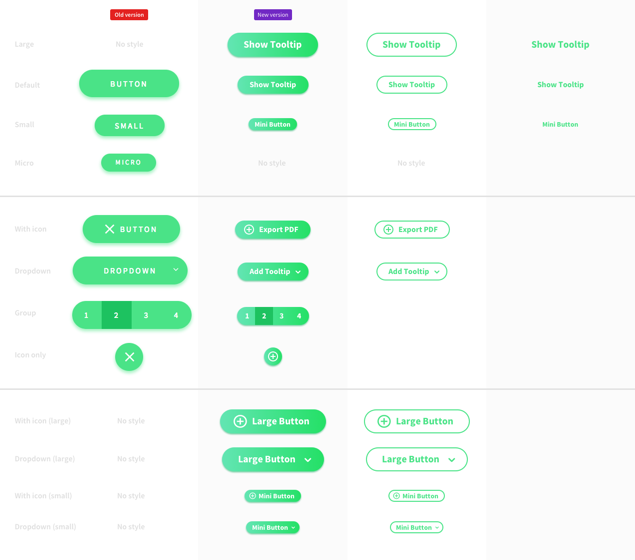 Old version
New version
Large
No style
Show Tooltip
Show Tooltip
Show Tooltip
Default
BUTTON
Show Tooltip
Show Tooltip
Show Tooltip
Small
SMALL
Mini Button
Mini Button
Mini Button
Micro
MICRO
No style
No style
With icon
BUTTON
Export PDF
Export PDF
Dropdown
DROPDOWN
Add Tooltip
Add Tooltip
Group
1 2 3 4
1 2 3 4
Icon only
With icon (large)
No style
Large Button
Large Button
Dropdown (large)
No style
Large Button
Large Button
With icon (small)
No style
Mini Button
Mini Button
Dropdown (small)
No style
Mini Button
Mini Button